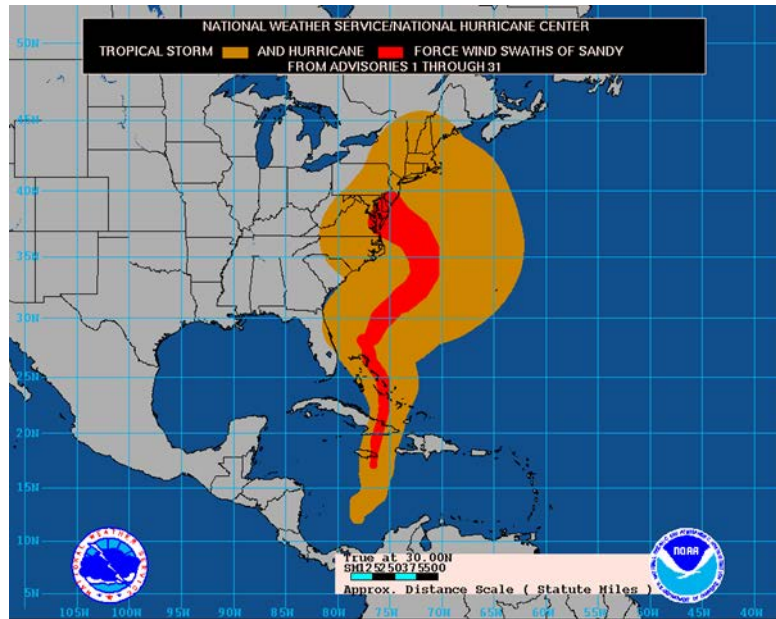 NATIONAL WEATHER SERVICE/NATIONAL HURRICANE CENTER
TROPICAL STORM AND HURRICANE FORCE WIND SWATHS OF SANDY
FROM ADVISORIES 1 THROUGH 31
50N
45N
40N
35N
30N
25N
20N
15N
10N
5N
True at 30.00N
SM125250375500
Approx. Distance Scale ( Statute Miles )
NOAA
105W 100W 95W 90W 85W 80W 75W 70W 65W 60W 55W 50W 45W 40W